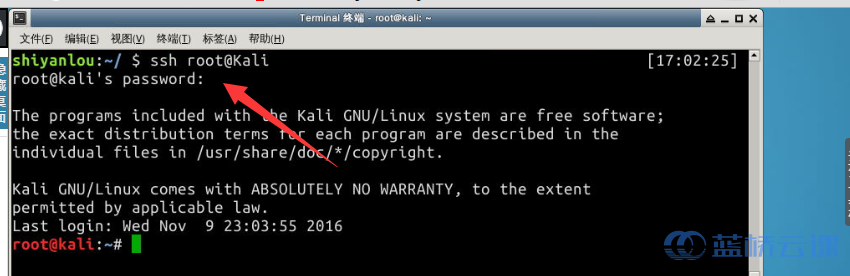 Terminal 终端 - root@kali: ~
文件(F) 编辑(E) 视图(V) 终端(T) 标签(A) 帮助(H)
shiyanlou:~/ $ ssh root@Kali [17:02:25]
root@kali's password:
The programs included with the Kali GNU/Linux system are free software;
the exact distribution terms for each program are described in the
individual files in /usr/share/doc/*/copyright.
Kali GNU/Linux comes with ABSOLUTELY NO WARRANTY, to the extent
permitted by applicable law.
Last login: Wed Nov  9 23:03:55 2016
root@kali:~#
蓝桥云课